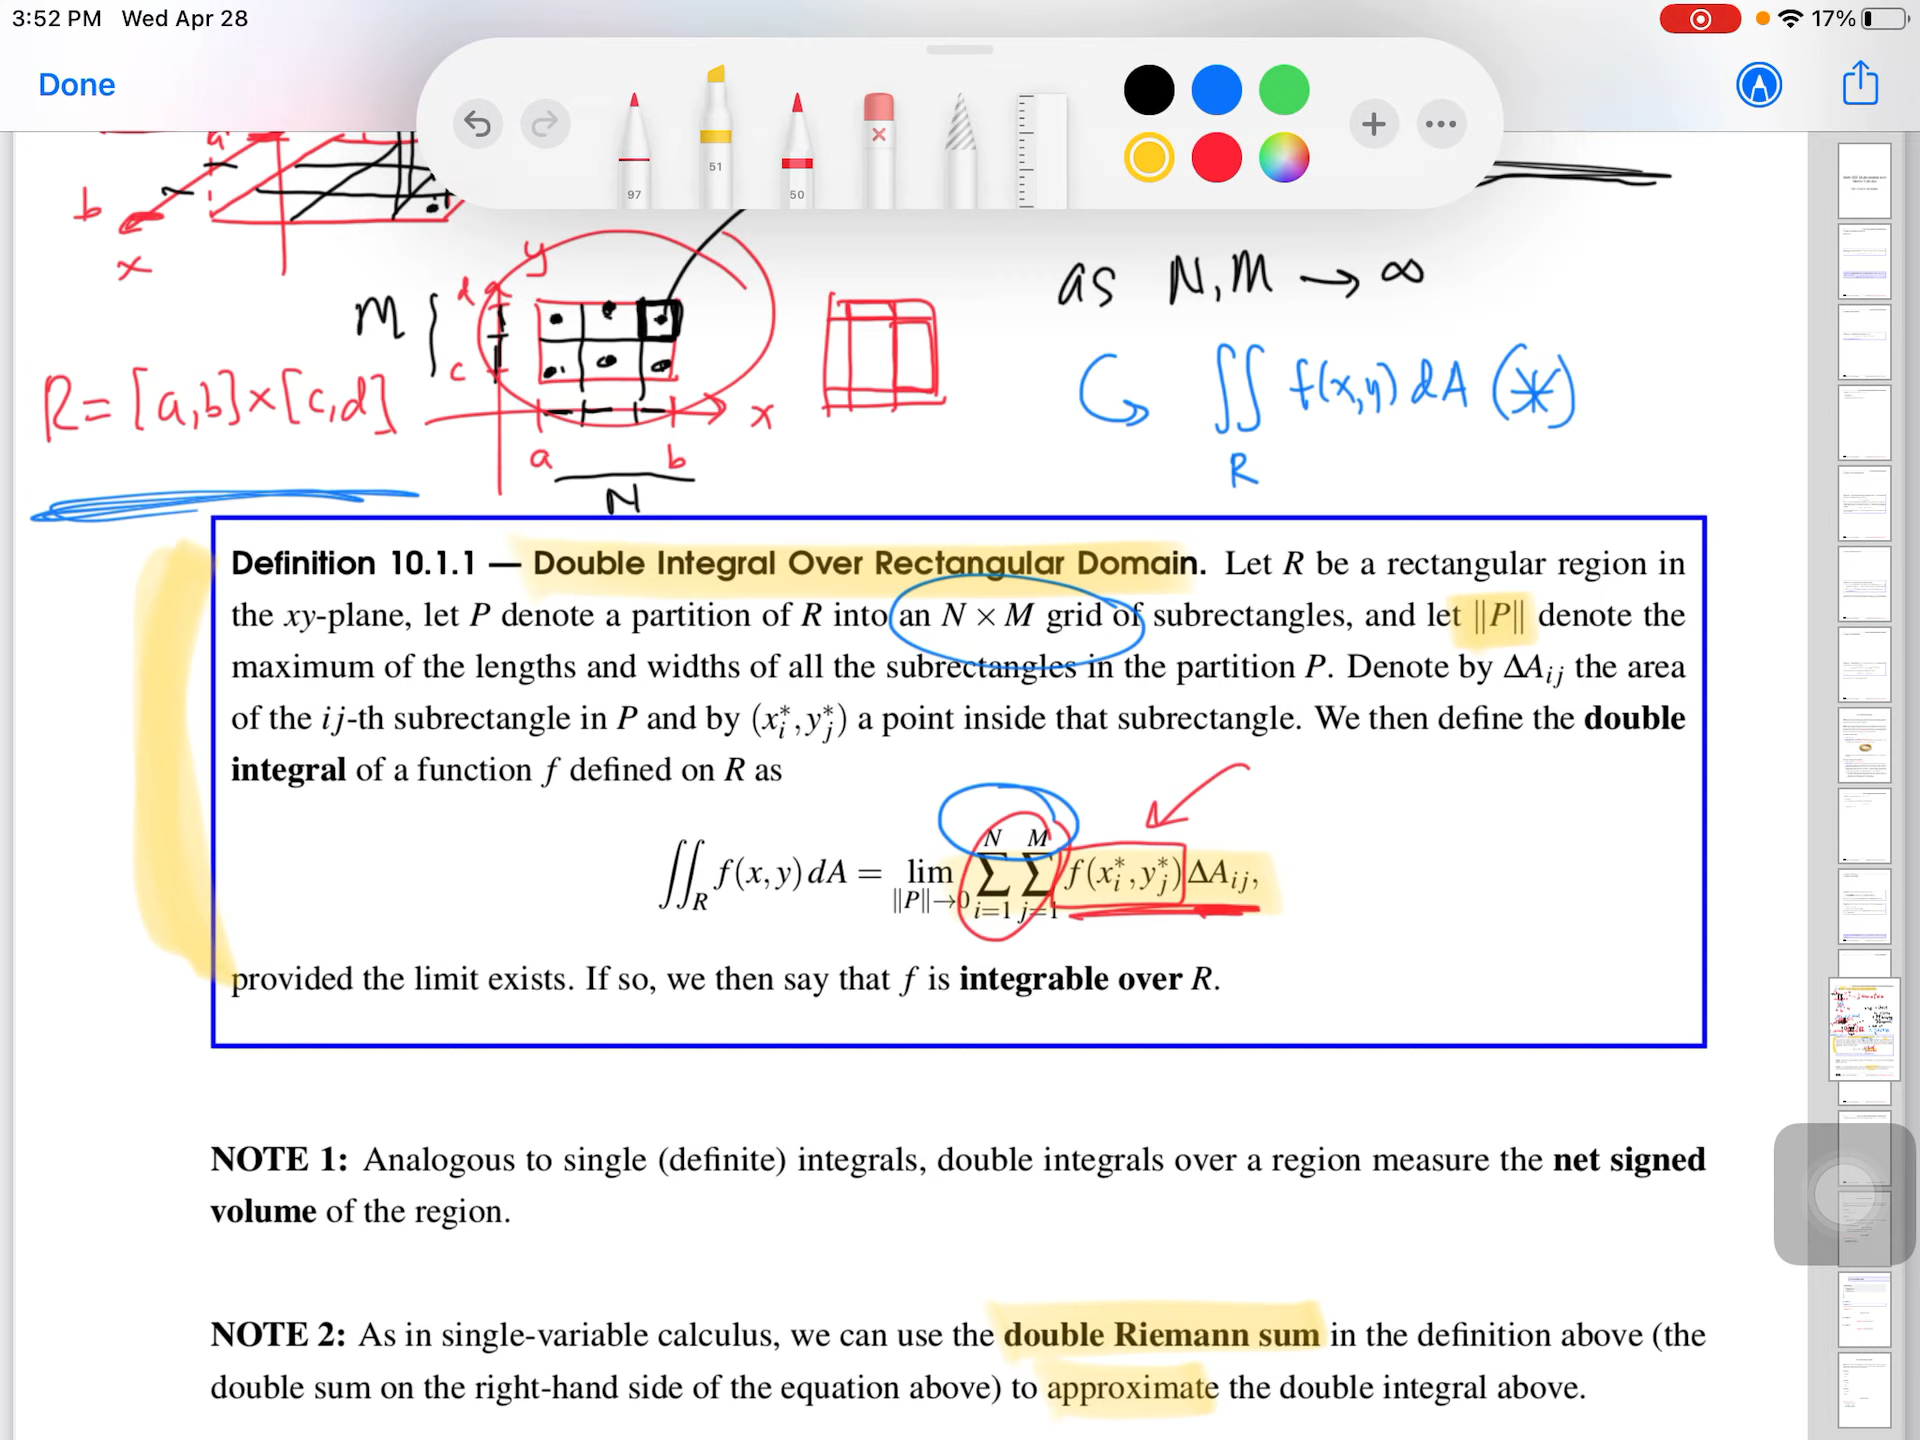 3:52 PM Wed Apr 28
17%
Done
97
51
50
a
b
x
y
d
M
c
R = [a,b] × [c,d]
x
a
b
N
as N, M → ∞
∬ f(x,y) dA (*)
R
Definition 10.1.1 — Double Integral Over Rectangular Domain. Let R be a rectangular region in
the xy-plane, let P denote a partition of R into an N × M grid of subrectangles, and let ||P|| denote the
maximum of the lengths and widths of all the subrectangles in the partition P. Denote by ΔA_{ij} the area
of the ij-th subrectangle in P and by (x_i^*, y_j^*) a point inside that subrectangle. We then define the double
integral of a function f defined on R as
∬_R f(x,y) dA = lim_{||P||→0} ∑_{i=1}^{N} ∑_{j=1}^{M} f(x_i^*, y_j^*) ΔA_{ij},
provided the limit exists. If so, we then say that f is integrable over R.
NOTE 1: Analogous to single (definite) integrals, double integrals over a region measure the net signed
volume of the region.
NOTE 2: As in single-variable calculus, we can use the double Riemann sum in the definition above (the
double sum on the right-hand side of the equation above) to approximate the double integral above.